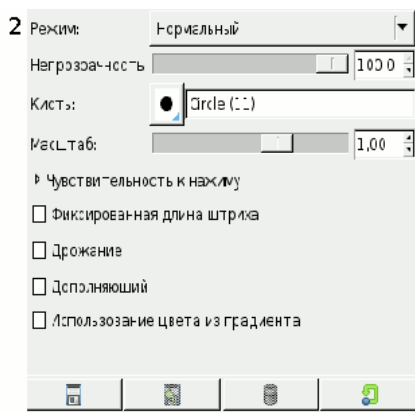 2 Режим: Нормальный
Непрозрачность 100,0
Кисть: Circle (11)
Масштаб: 1,00
Чувствительность к нажиму
Фиксированная длина штриха
Дрожание
Дополняющий
Использование цвета из градиента